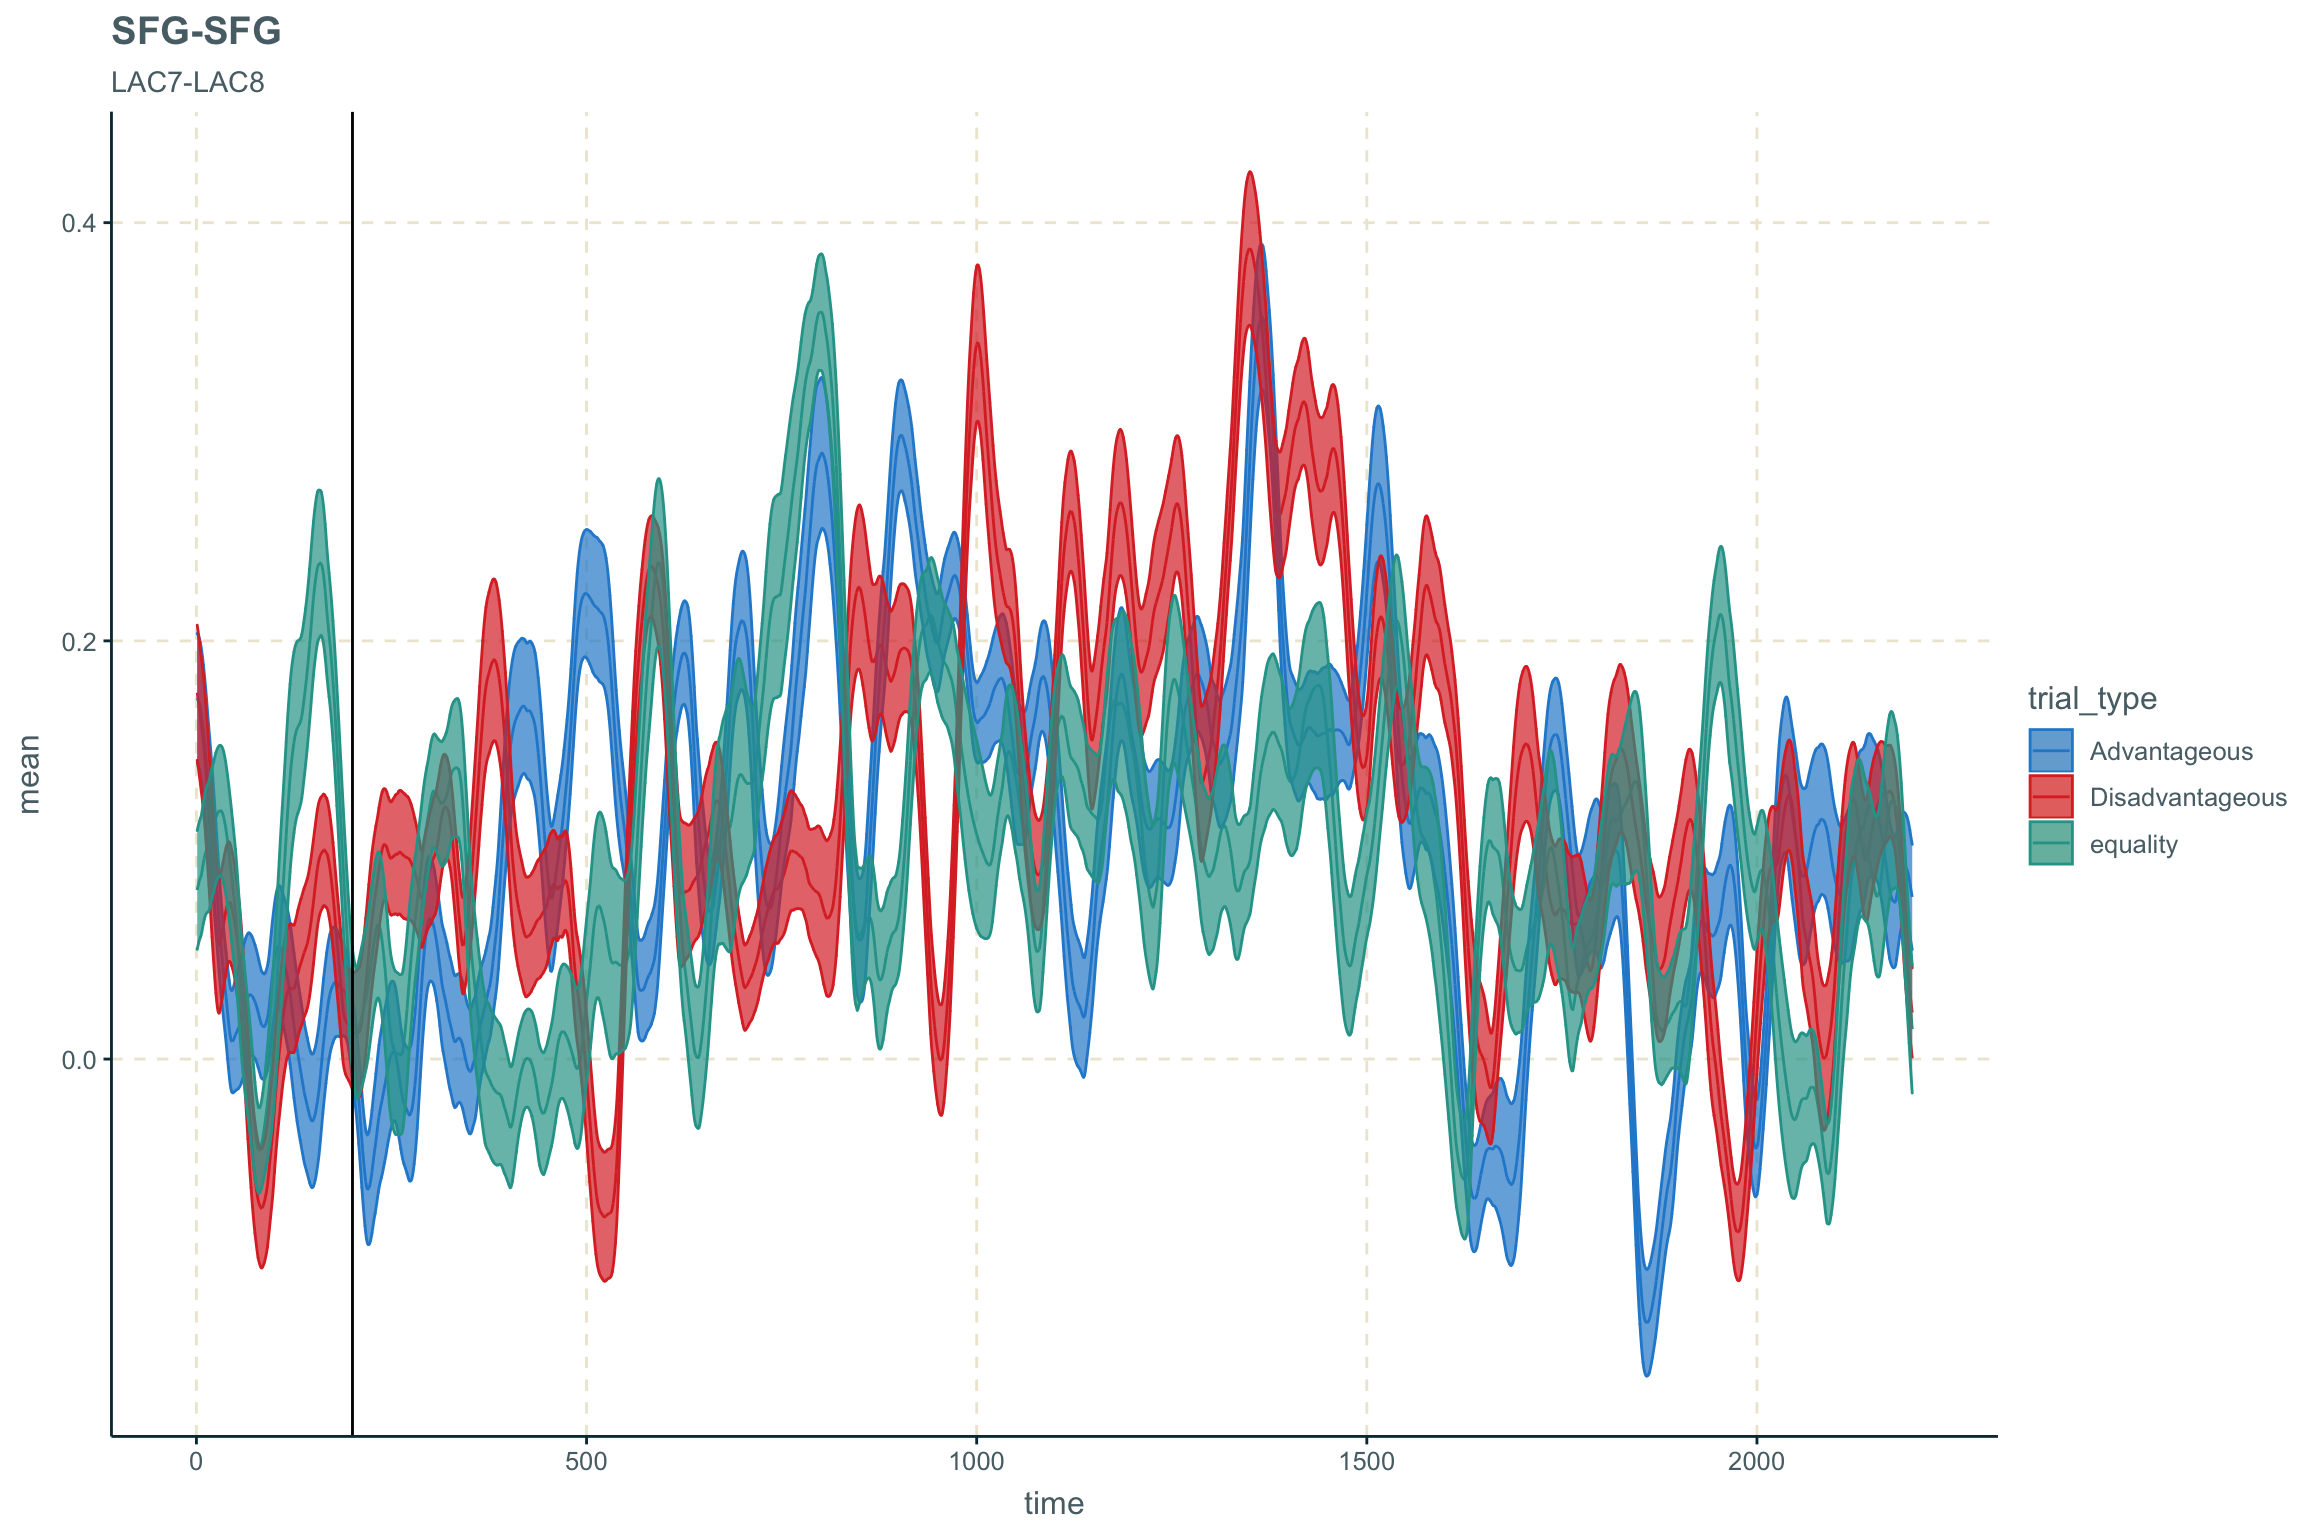 SFG-SFG
LAC7-LAC8
0.4
0.2
0.0
mean
0
500
1000
1500
2000
time
trial_type
Advantageous
Disadvantageous
equality